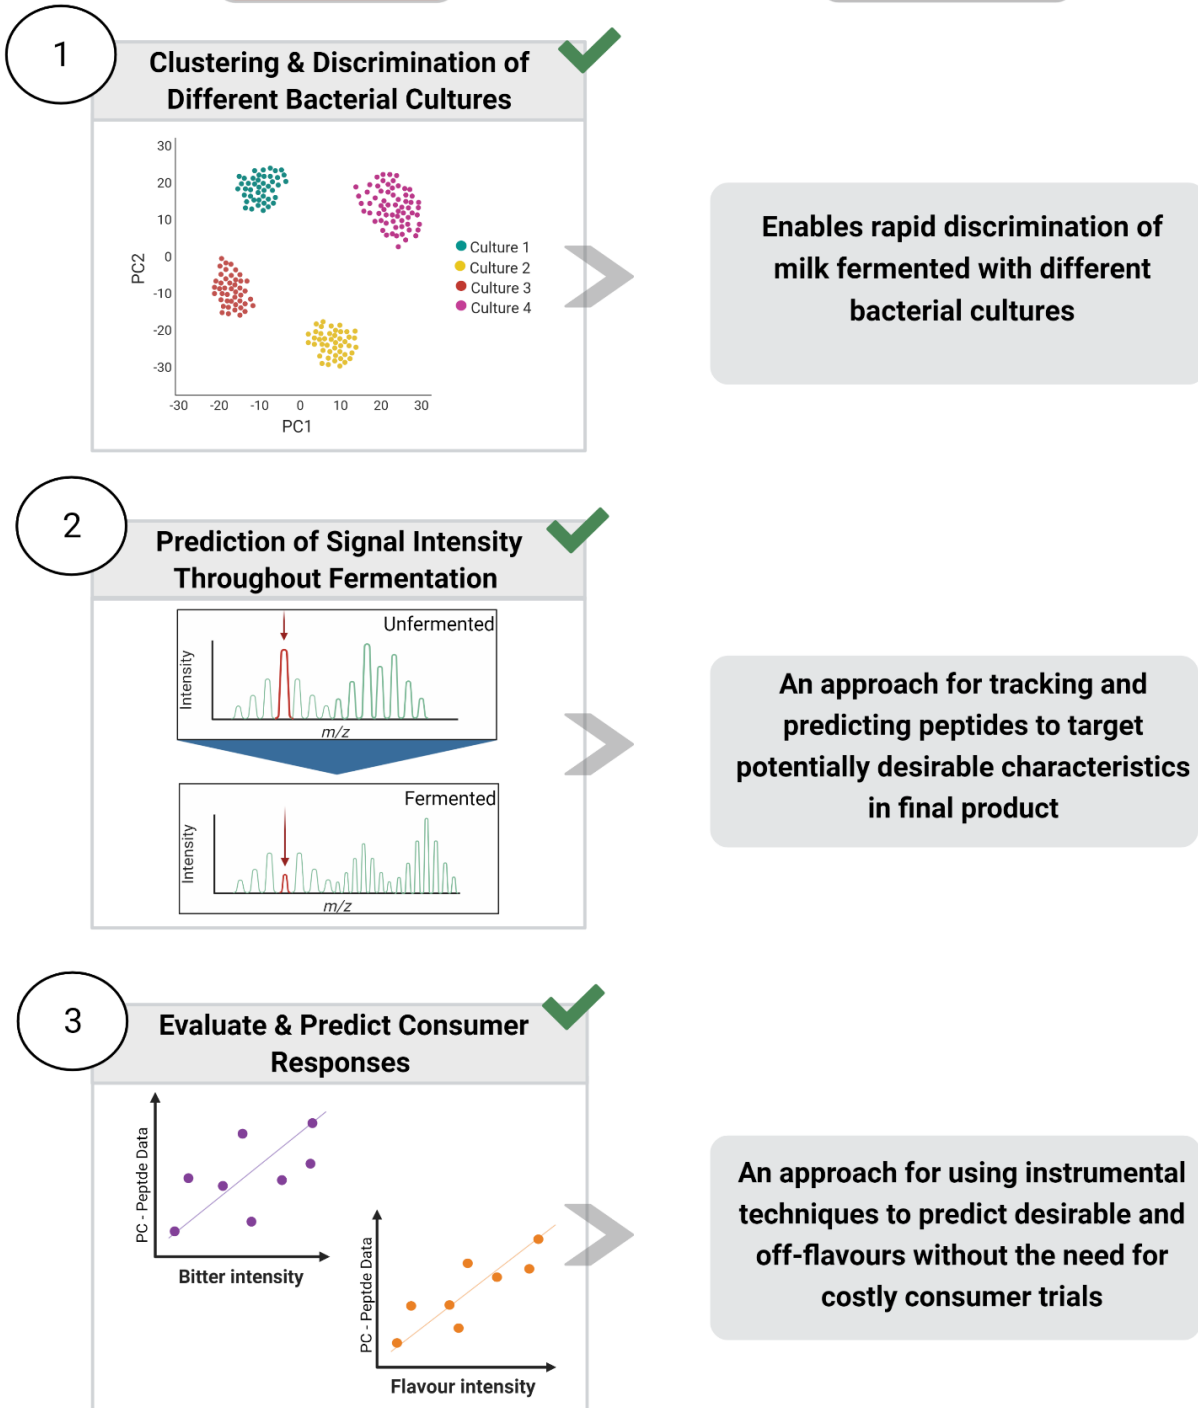 1
Clustering & Discrimination of
Different Bacterial Cultures
30
20
10
0
-10
-20
-30
PC2
-30 -20 -10 0 10 20 30
PC1
Culture 1
Culture 2
Culture 3
Culture 4
Enables rapid discrimination of
milk fermented with different
bacterial cultures
2
Prediction of Signal Intensity
Throughout Fermentation
Unfermented
Intensity
m/z
Fermented
Intensity
m/z
An approach for tracking and
predicting peptides to target
potentially desirable characteristics
in final product
3
Evaluate & Predict Consumer
Responses
PC - Peptde Data
Bitter intensity
PC - Peptde Data
Flavour intensity
An approach for using instrumental
techniques to predict desirable and
off-flavours without the need for
costly consumer trials